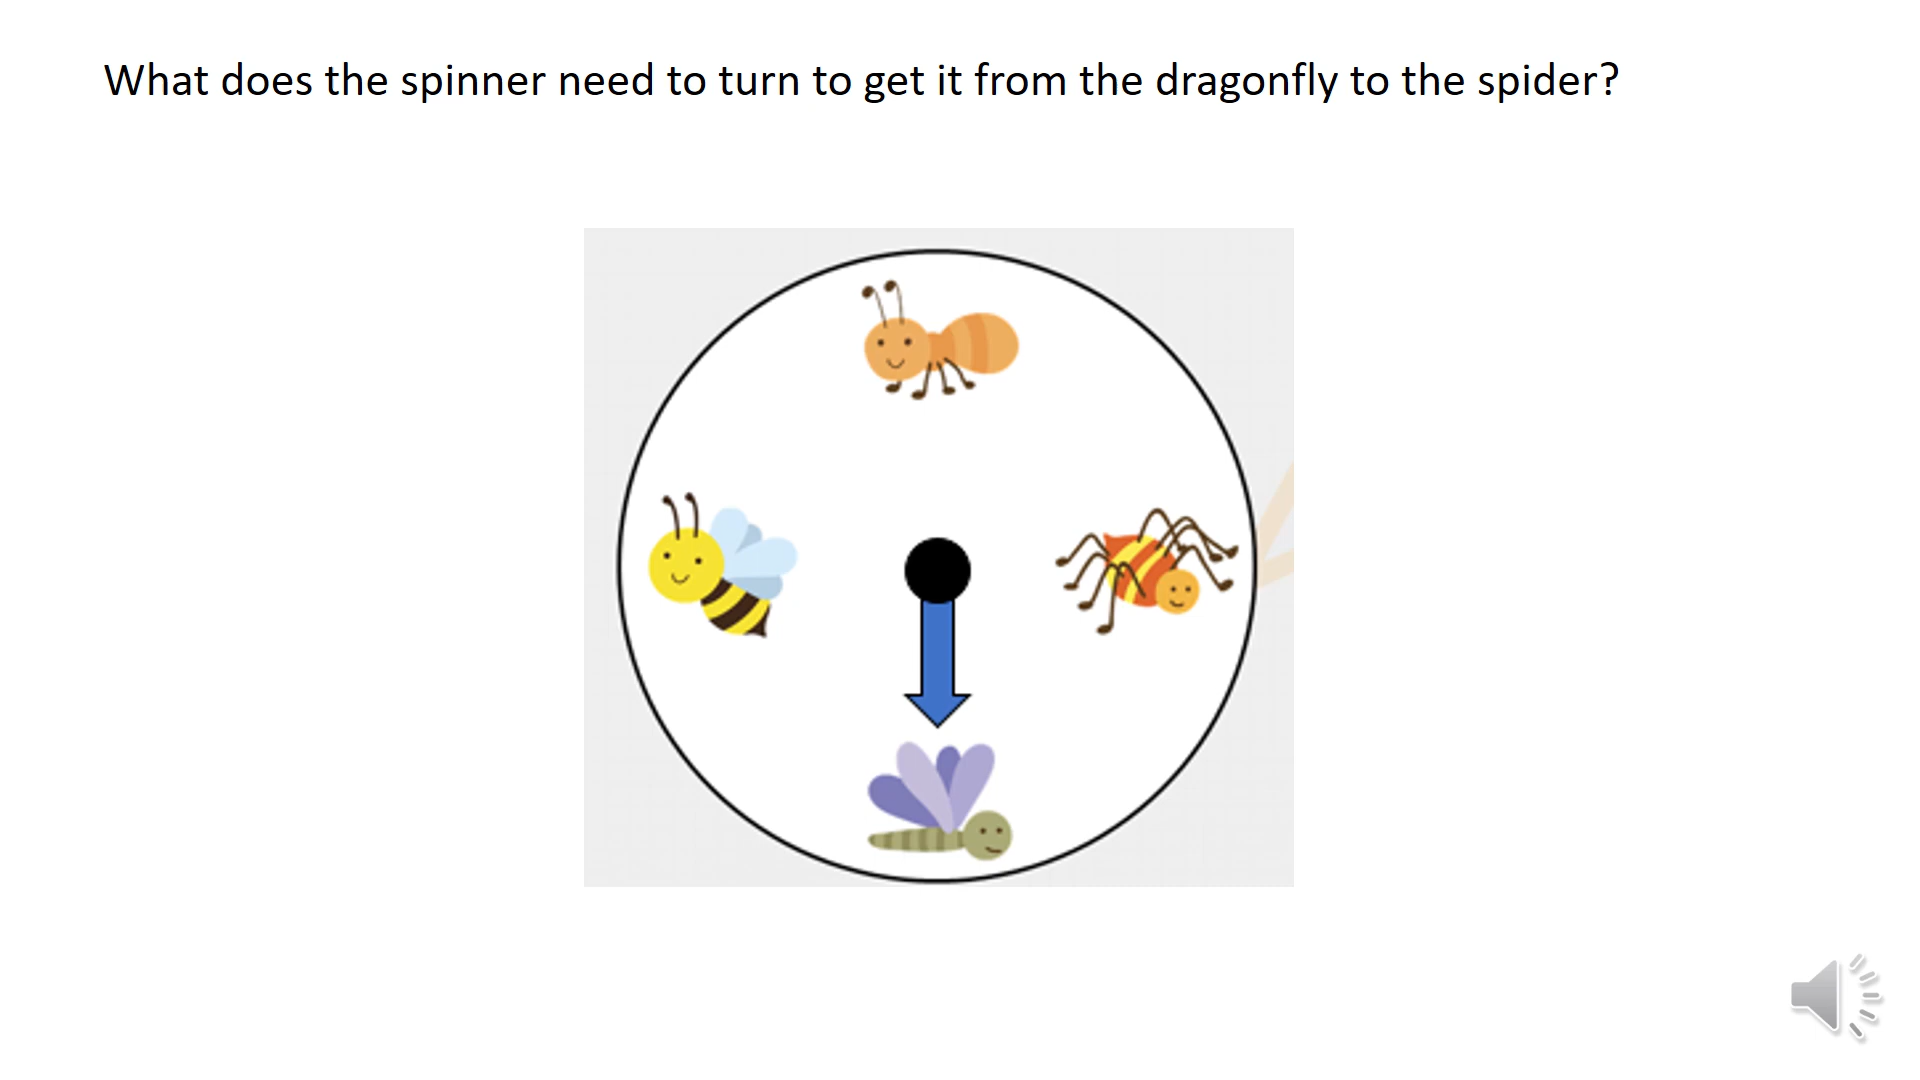 What does the spinner need to turn to get it from the dragonfly to the spider?